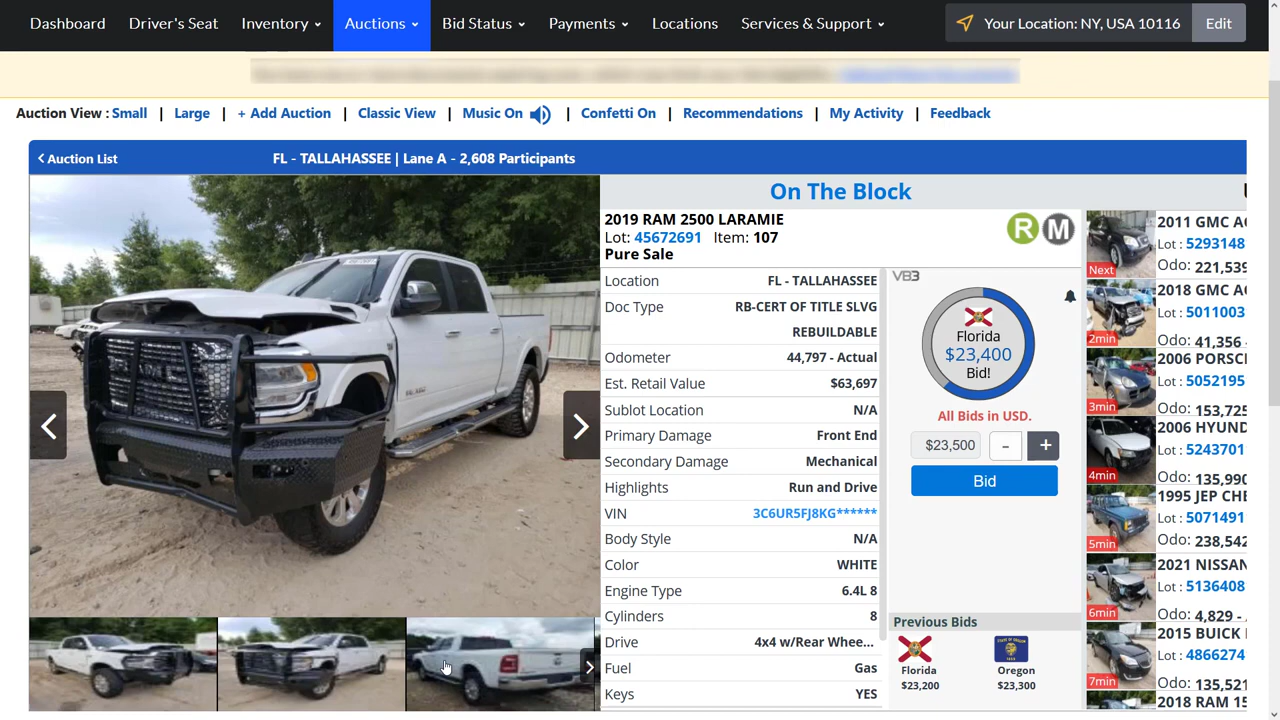 Dashboard Driver's Seat Inventory Auctions Bid Status Payments Locations Services & Support Your Location: NY, USA 10116 Edit
Auction View : Small | Large | + Add Auction | Classic View | Music On | Confetti On | Recommendations | My Activity | Feedback
Auction List FL - TALLAHASSEE | Lane A - 2,608 Participants
On The Block
2019 RAM 2500 LARAMIE
Lot: 45672691 Item: 107
Pure Sale
R M
Location FL - TALLAHASSEE
Doc Type RB-CERT OF TITLE SLVG
REBUILDABLE
Odometer 44,797 - Actual
Est. Retail Value $63,697
Sublot Location N/A
Primary Damage Front End
Secondary Damage Mechanical
Highlights Run and Drive
VIN 3C6UR5FJ8KG******
Body Style N/A
Color WHITE
Engine Type 6.4L 8
Cylinders 8
Drive 4x4 w/Rear Whee...
Fuel Gas
Keys YES
VB3
Florida
$23,400
Bid!
All Bids in USD.
$23,500 - +
Bid
Previous Bids
Florida Oregon
$23,200 $23,300
2011 GMC AC
Lot : 5293148
Odo: 221,539
Next
2018 GMC AC
Lot : 5011003
Odo: 41,356
2min
2006 PORSC
Lot : 5052195
Odo: 153,725
3min
2006 HYUND
Lot : 5243701
Odo: 135,990
4min
1995 JEP CHE
Lot : 5071491
Odo: 238,542
5min
2021 NISSAN
Lot : 5136408
Odo: 4,829 -
6min
2015 BUICK
Lot : 4866274
Odo: 135,521
7min
2018 RAM 15